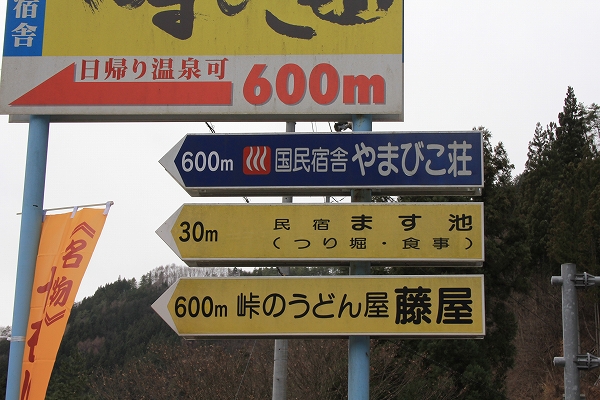 宿舎
日帰り温泉可 600m
600m 国民宿舎 やまびこ荘
30m 民宿 ます池
(つり堀・食事)
600m 峠のうどん屋 藤屋
《名物》